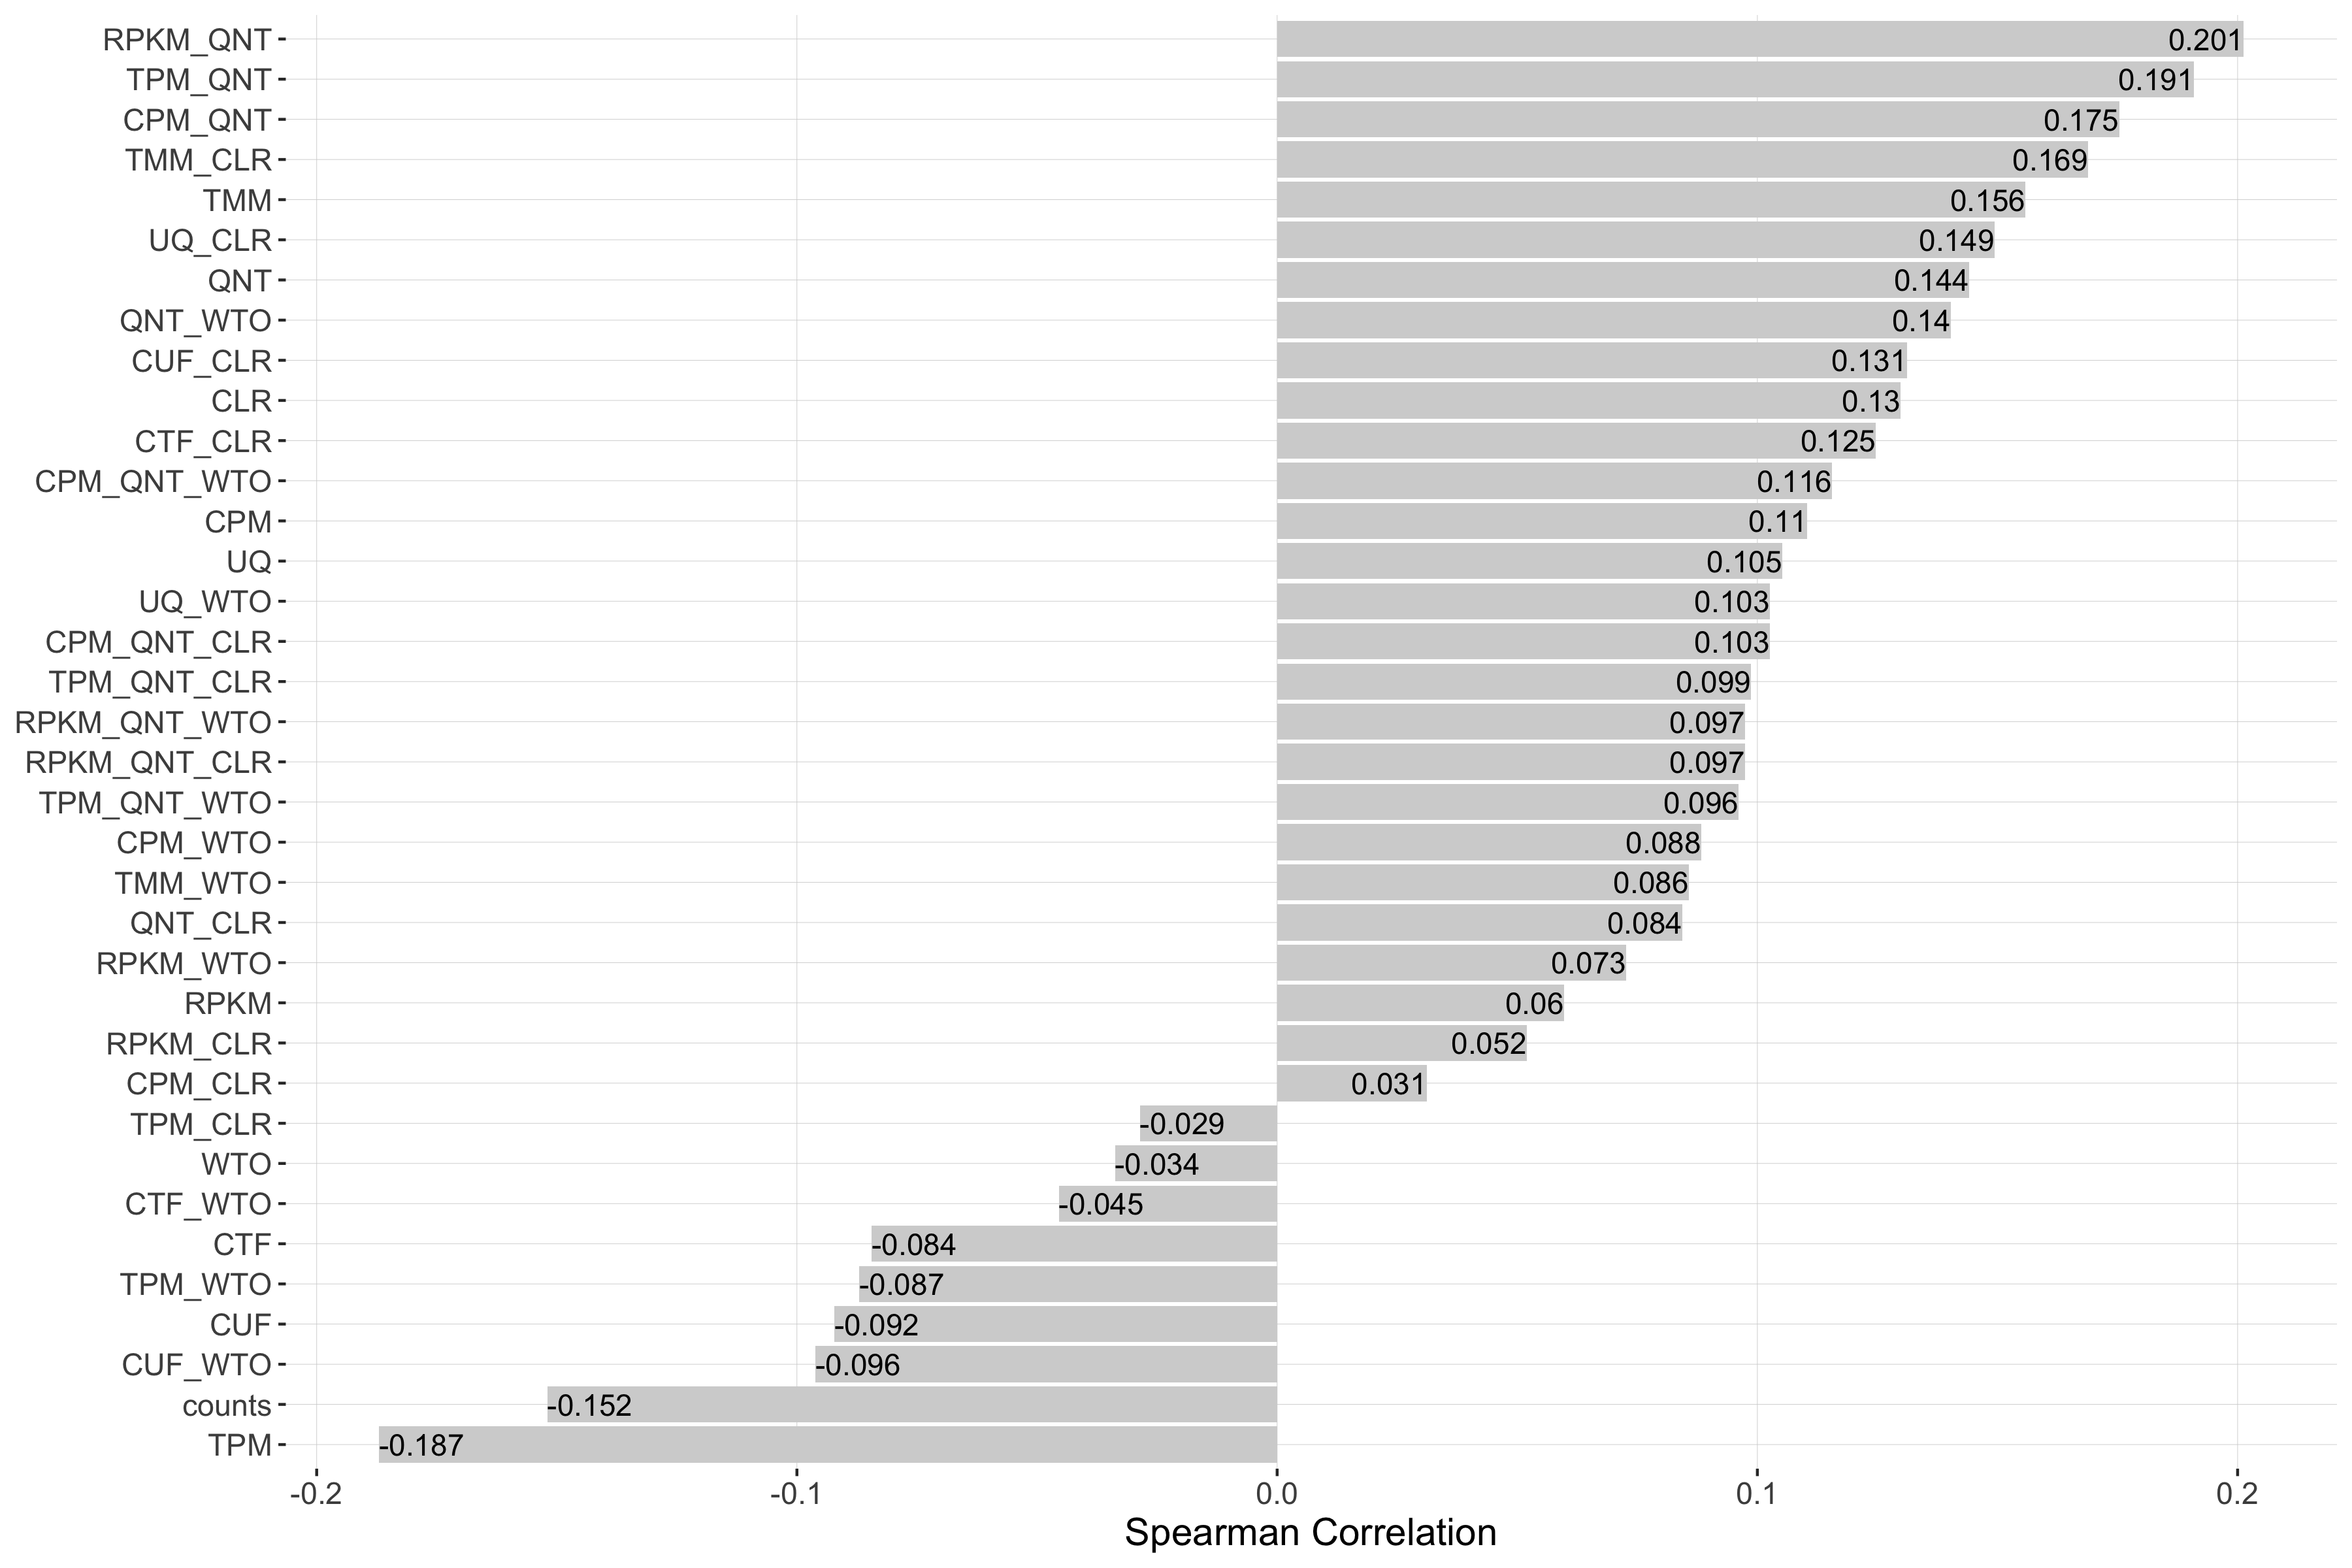 RPKM_QNT 0.201
TPM_QNT 0.191
CPM_QNT 0.175
TMM_CLR 0.169
TMM 0.156
UQ_CLR 0.149
QNT 0.144
QNT_WTO 0.14
CUF_CLR 0.131
CLR 0.13
CTF_CLR 0.125
CPM_QNT_WTO 0.116
CPM 0.11
UQ 0.105
UQ_WTO 0.103
CPM_QNT_CLR 0.103
TPM_QNT_CLR 0.099
RPKM_QNT_WTO 0.097
RPKM_QNT_CLR 0.097
TPM_QNT_WTO 0.096
CPM_WTO 0.088
TMM_WTO 0.086
QNT_CLR 0.084
RPKM_WTO 0.073
RPKM 0.06
RPKM_CLR 0.052
CPM_CLR 0.031
TPM_CLR -0.029
WTO -0.034
CTF_WTO -0.045
CTF -0.084
TPM_WTO -0.087
CUF -0.092
CUF_WTO -0.096
counts -0.152
TPM -0.187
-0.2 -0.1 0.0 0.1 0.2
Spearman Correlation